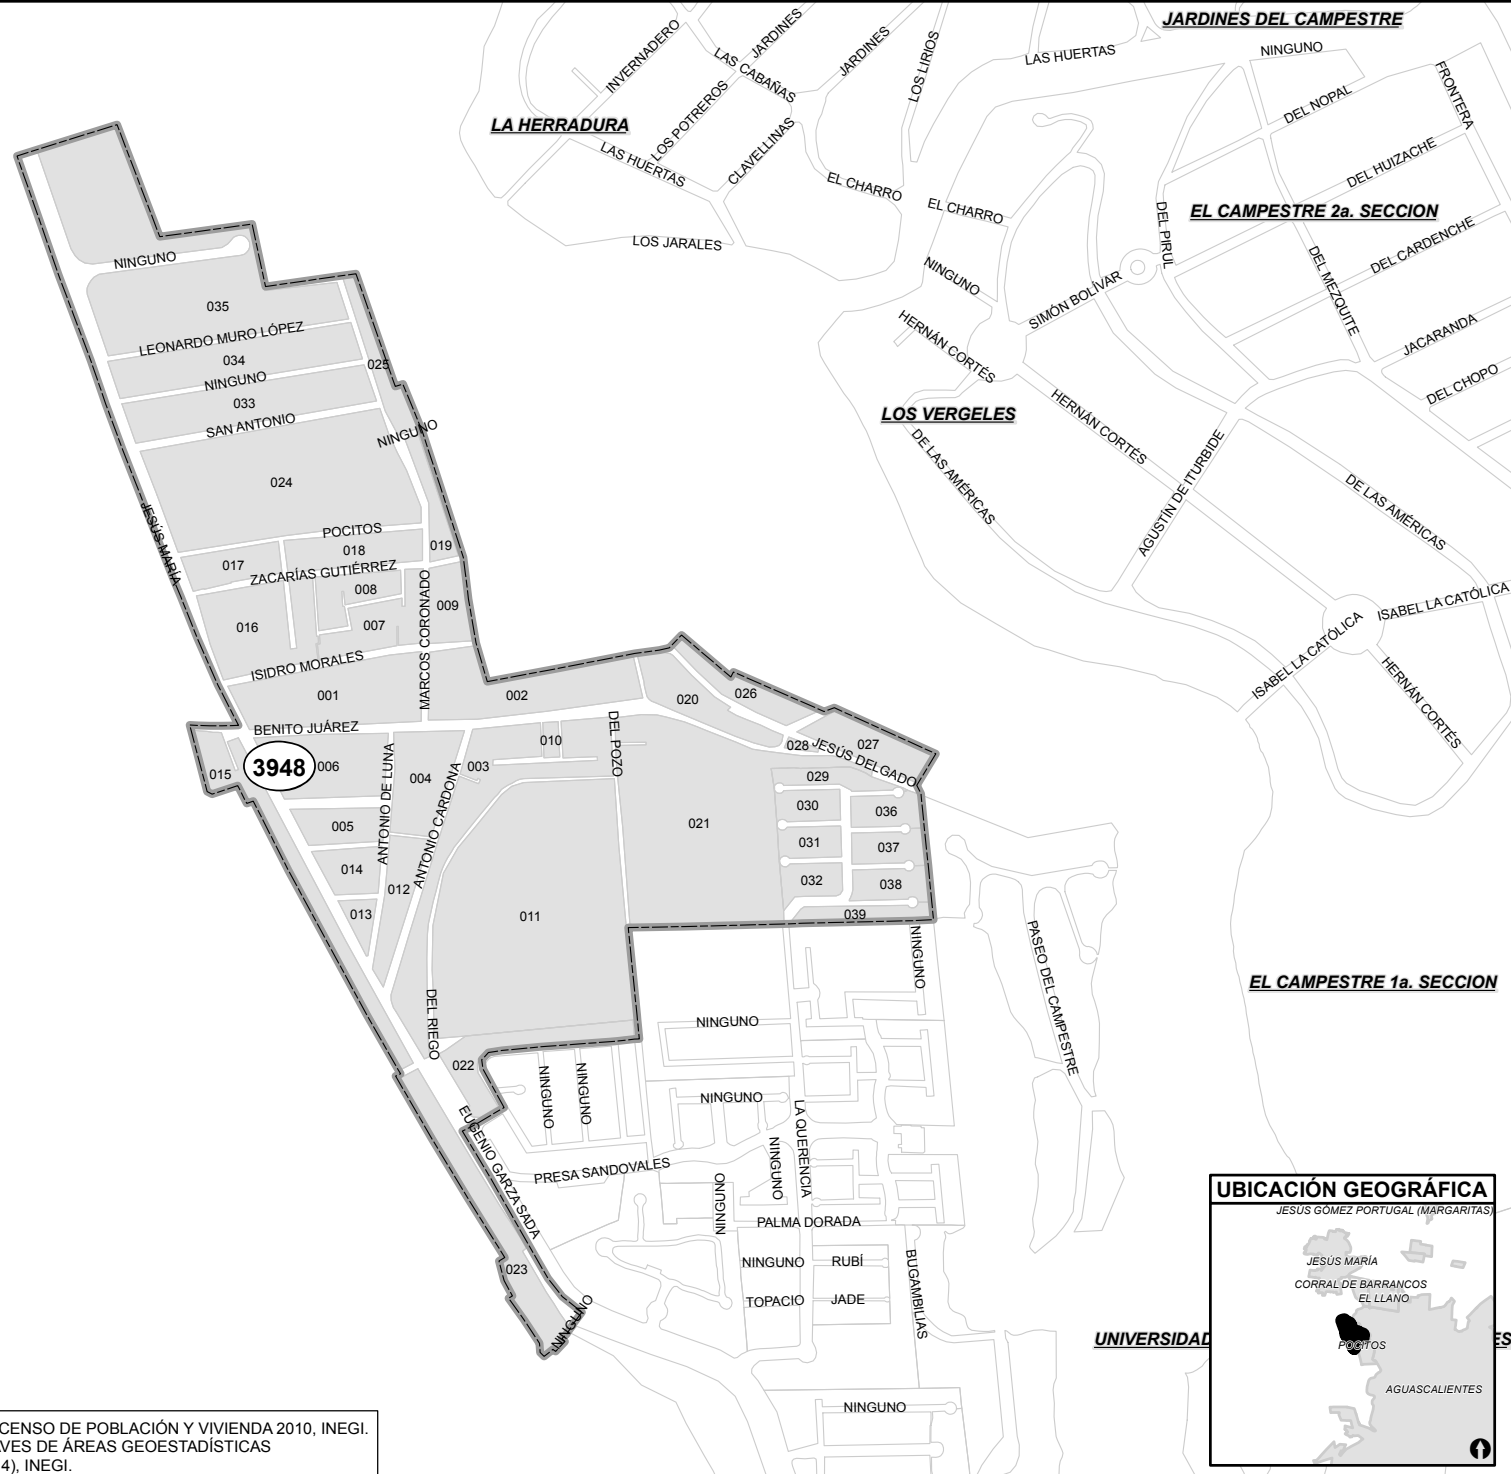 JARDINES DEL CAMPESTRE
NINGUNO
LAS HUERTAS
JARDINES
JARDINES
INVERNADERO
LAS CABAÑAS
LOS LIRIOS
FRONTERA
DEL NOPAL
LOS POTREROS
LA HERRADURA
CLAVELLINAS
LAS HUERTAS
DEL HUIZACHE
EL CHARRO
EL CHARRO
EL CAMPESTRE 2a. SECCION
DEL PIRUL
DEL CARDENCHE
LOS JARALES
NINGUNO
NINGUNO
DEL MEZQUITE
SIMÓN BOLÍVAR
035
HERNÁN CORTÉS
LEONARDO MURO LÓPEZ
JACARANDA
034
025
NINGUNO
DEL CHOPO
033
HERNÁN CORTÉS
LOS VERGELES
SAN ANTONIO
NINGUNO
DE LAS AMÉRICAS
AGUSTÍN DE ITURBIDE
024
DE LAS AMÉRICAS
JESÚS MARÍA
POCITOS
018
019
017
ZACARÍAS GUTIÉRREZ
008
MARCOS CORONADO
009
ISABEL LA CATÓLICA
016
007
ISABEL LA CATÓLICA
ISIDRO MORALES
HERNÁN CORTÉS
001
002
020
026
BENITO JUÁREZ
DEL POZO
010
028
027
JESÚS DELGADO
015
3948
006
ANTONIO DE LUNA
004
003
ANTONIO CARDONA
029
030
036
021
005
031
037
014
012
032
038
013
011
039
NINGUNO
PASEO DEL CAMPESTRE
EL CAMPESTRE 1a. SECCION
DEL RIEGO
NINGUNO
022
NINGUNO
NINGUNO
NINGUNO
LA QUERENCIA
EUGENIO GARZA SADA
NINGUNO
PRESA SANDOVALES
NINGUNO
PALMA DORADA
NINGUNO
RUBÍ
BUGAMBILIAS
023
TOPACIO
JADE
NINGUNO
UNIVERSIDAD
ES
NINGUNO
UBICACIÓN GEOGRÁFICA
JESÚS GÓMEZ PORTUGAL (MARGARITAS)
JESÚS MARÍA
CORRAL DE BARRANCOS
EL LLANO
POCITOS
AGUASCALIENTES
CENSO DE POBLACIÓN Y VIVIENDA 2010, INEGI.
AVES DE ÁREAS GEOESTADÍSTICAS
4), INEGI.